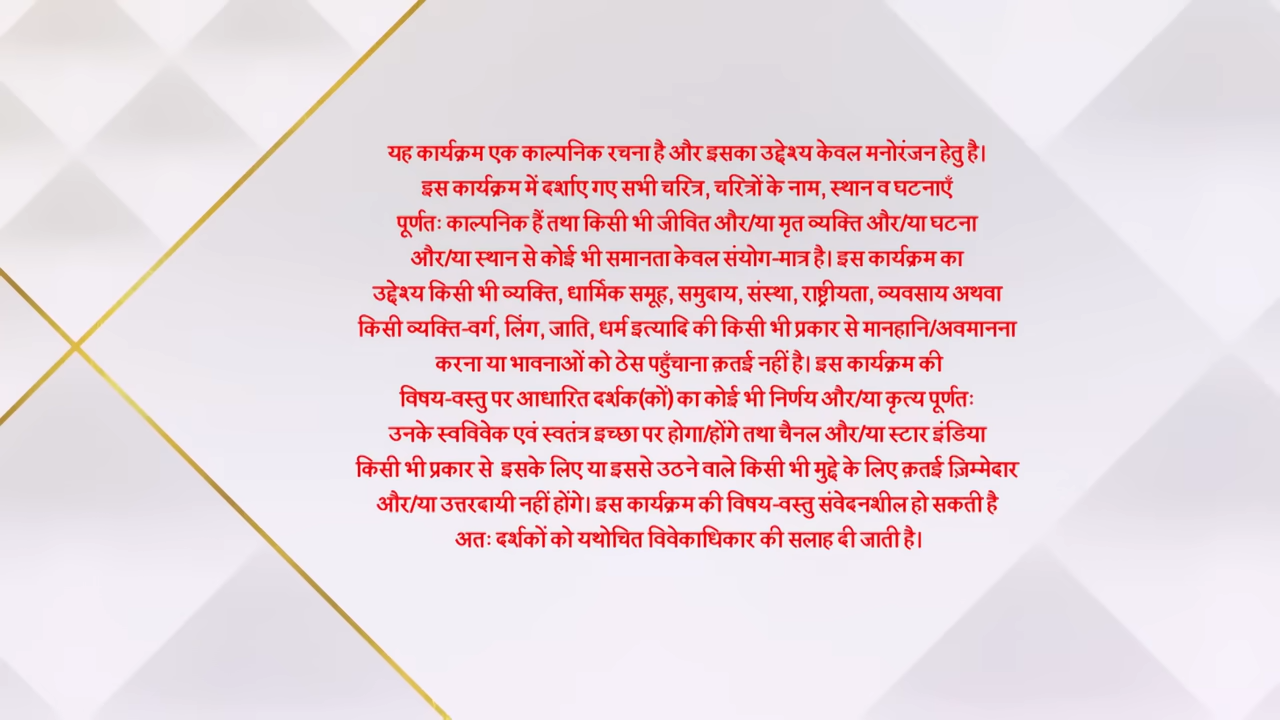 यह कार्यक्रम एक काल्पनिक रचना है और इसका उद्देश्य केवल मनोरंजन हेतु है।
इस कार्यक्रम में दर्शाए गए सभी चरित्र, चरित्रों के नाम, स्थान व घटनाएँ
पूर्णतः काल्पनिक हैं तथा किसी भी जीवित और/या मृत व्यक्ति और/या घटना
और/या स्थान से कोई भी समानता केवल संयोग-मात्र है। इस कार्यक्रम का
उद्देश्य किसी भी व्यक्ति, धार्मिक समूह, समुदाय, संस्था, राष्ट्रीयता, व्यवसाय अथवा
किसी व्यक्ति-वर्ग, लिंग, जाति, धर्म इत्यादि की किसी भी प्रकार से मानहानि/अवमानना
करना या भावनाओं को ठेस पहुँचाना क़तई नहीं है। इस कार्यक्रम की
विषय-वस्तु पर आधारित दर्शक(कों) का कोई भी निर्णय और/या कृत्य पूर्णतः
उनके स्वविवेक एवं स्वतंत्र इच्छा पर होगा/होंगे तथा चैनल और/या स्टार इंडिया
किसी भी प्रकार से इसके लिए या इससे उठने वाले किसी भी मुद्दे के लिए क़तई ज़िम्मेदार
और/या उत्तरदायी नहीं होंगे। इस कार्यक्रम की विषय-वस्तु संवेदनशील हो सकती है
अतः दर्शकों को यथोचित विवेकाधिकार की सलाह दी जाती है।